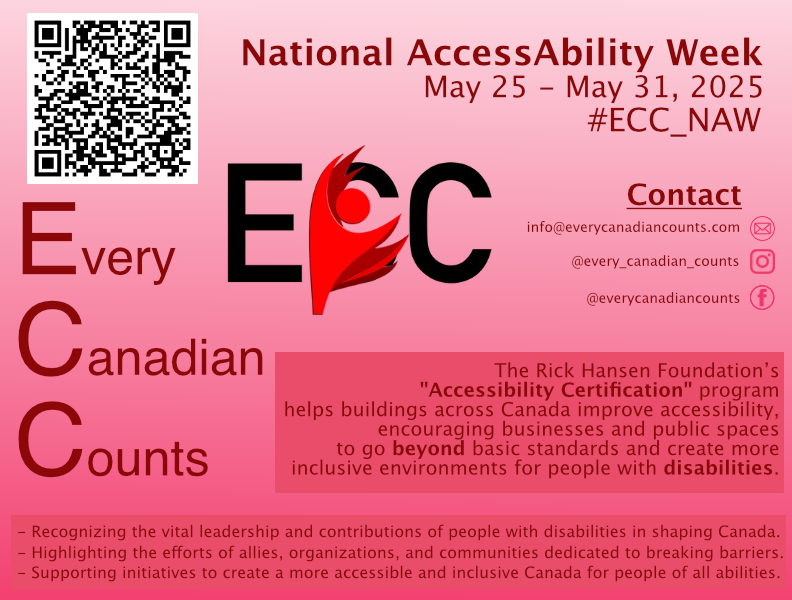 National AccessAbility Week
May 25 – May 31, 2025
#ECC_NAW
ECC
Every
Canadian
Counts
Contact
info@everycanadiancounts.com
@every_canadian_counts
@everycanadiancounts
The Rick Hansen Foundation’s
"Accessibility Certification" program
helps buildings across Canada improve accessibility,
encouraging businesses and public spaces
to go beyond basic standards and create more
inclusive environments for people with disabilities.
– Recognizing the vital leadership and contributions of people with disabilities in shaping Canada.
– Highlighting the efforts of allies, organizations, and communities dedicated to breaking barriers.
– Supporting initiatives to create a more accessible and inclusive Canada for people of all abilities.